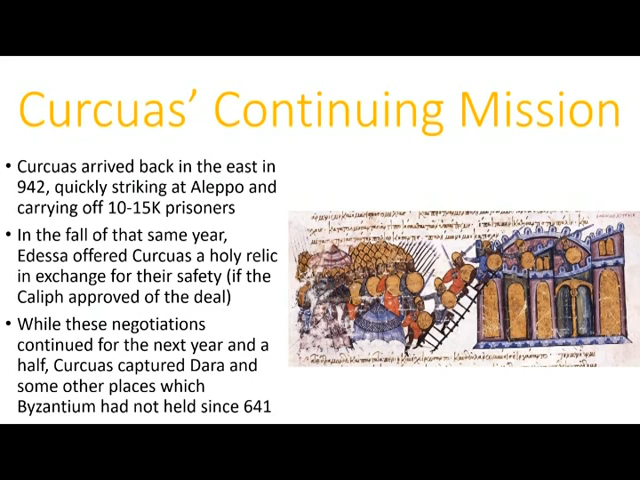 Curcuas’ Continuing Mission
• Curcuas arrived back in the east in
942, quickly striking at Aleppo and
carrying off 10-15K prisoners
• In the fall of that same year,
Edessa offered Curcuas a holy relic
in exchange for their safety (if the
Caliph approved of the deal)
• While these negotiations
continued for the next year and a
half, Curcuas captured Dara and
some other places which
Byzantium had not held since 641